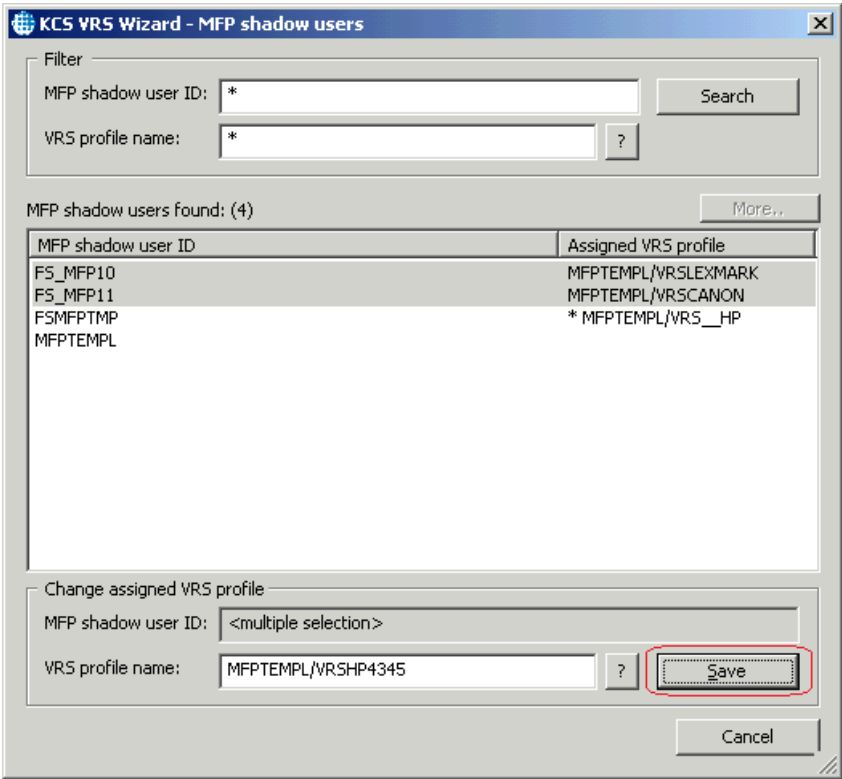 KCS VRS Wizard - MFP shadow users
Filter
MFP shadow user ID: *
Search
VRS profile name: *
?
MFP shadow users found: (4)
More..
MFP shadow user ID Assigned VRS profile
FS_MFP10 MFPTEMPL/VRSLEXMARK
FS_MFP11 MFPTEMPL/VRSCANON
FSMFPTMP * MFPTEMPL/VRS__HP
MFPTEMPL
Change assigned VRS profile
MFP shadow user ID: <multiple selection>
VRS profile name: MFPTEMPL/VRSHP4345 ? Save
Cancel